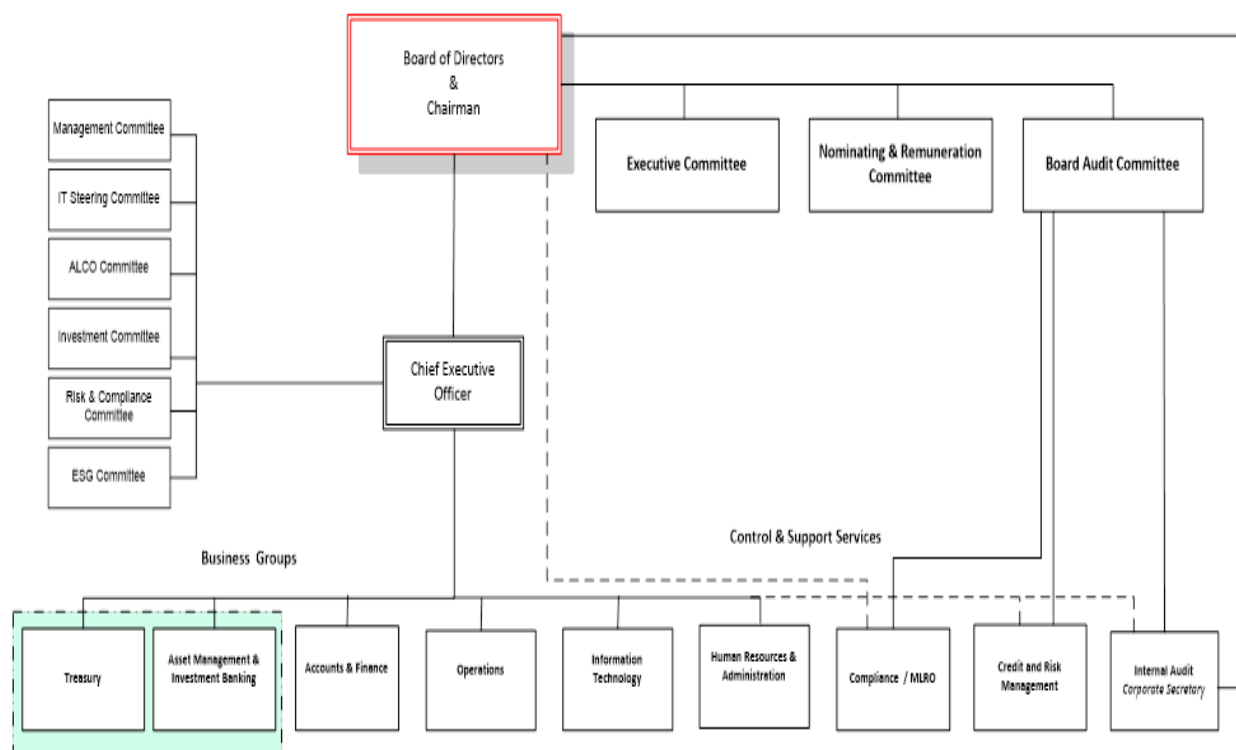 Board of Directors
&
Chairman
Management Committee
IT Steering Committee
ALCO Committee
Investment Committee
Risk & Compliance
Committee
ESG Committee
Executive Committee
Nominating & Remuneration
Committee
Board Audit Committee
Chief Executive
Officer
Business Groups
Control & Support Services
Treasury
Asset Management &
Investment Banking
Accounts & Finance
Operations
Information
Technology
Human Resources &
Administration
Compliance / MLRO
Credit and Risk
Management
Internal Audit
Corporate Secretary